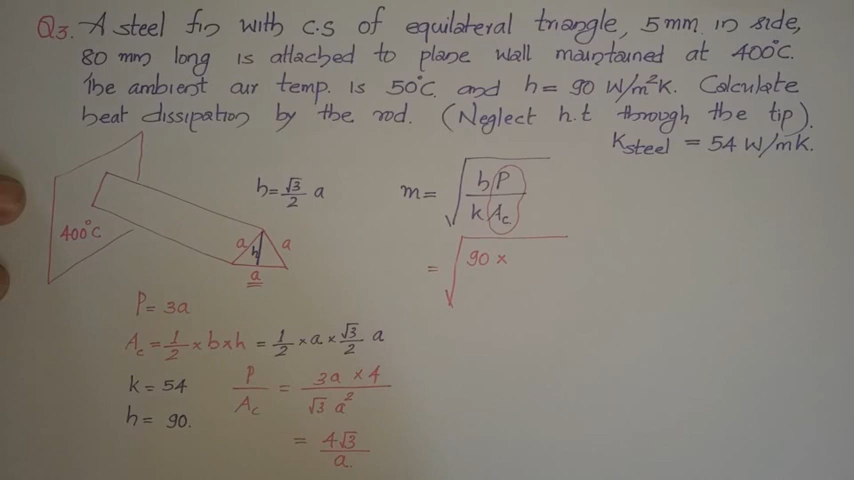 Q3. A steel fin with C.S of equilateral triangle, 5mm in side,
80 mm long is attached to plane wall maintained at 400°C.
The ambient air temp. is 50°C and h= 90 W/m²K. Calculate
heat dissipation by the rod. (Neglect h.t through the tip).
Ksteel = 54 W/mK.
400°C
a h a
a
h = √3/2 a
m = √(hP / kAc)
= √(90 ×
P = 3a
Ac = 1/2 × b × h = 1/2 × a × √3/2 a
k = 54
h = 90.
P/Ac = 3a × 4 / √3 a²
= 4√3 / a.